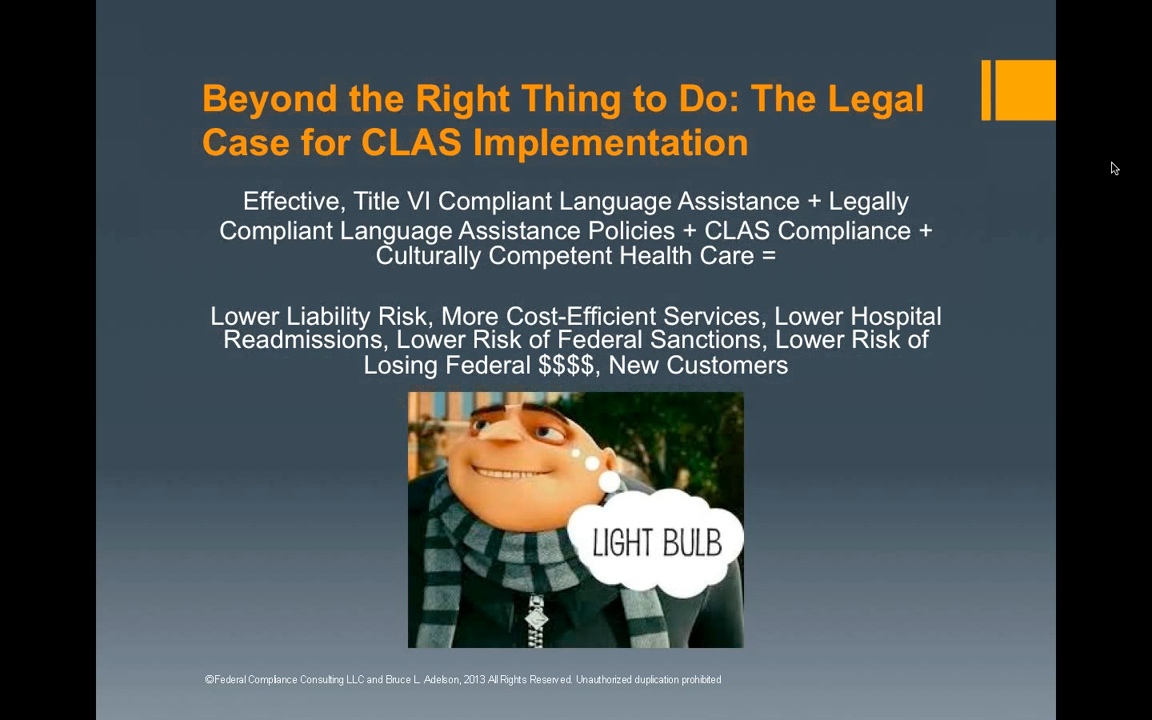 Beyond the Right Thing to Do: The Legal
Case for CLAS Implementation
Effective, Title VI Compliant Language Assistance + Legally
Compliant Language Assistance Policies + CLAS Compliance +
Culturally Competent Health Care =
Lower Liability Risk, More Cost-Efficient Services, Lower Hospital
Readmissions, Lower Risk of Federal Sanctions, Lower Risk of
Losing Federal $$$$, New Customers
LIGHT BULB
©Federal Compliance Consulting LLC and Bruce L. Adelson, 2013 All Rights Reserved. Unauthorized duplication prohibited